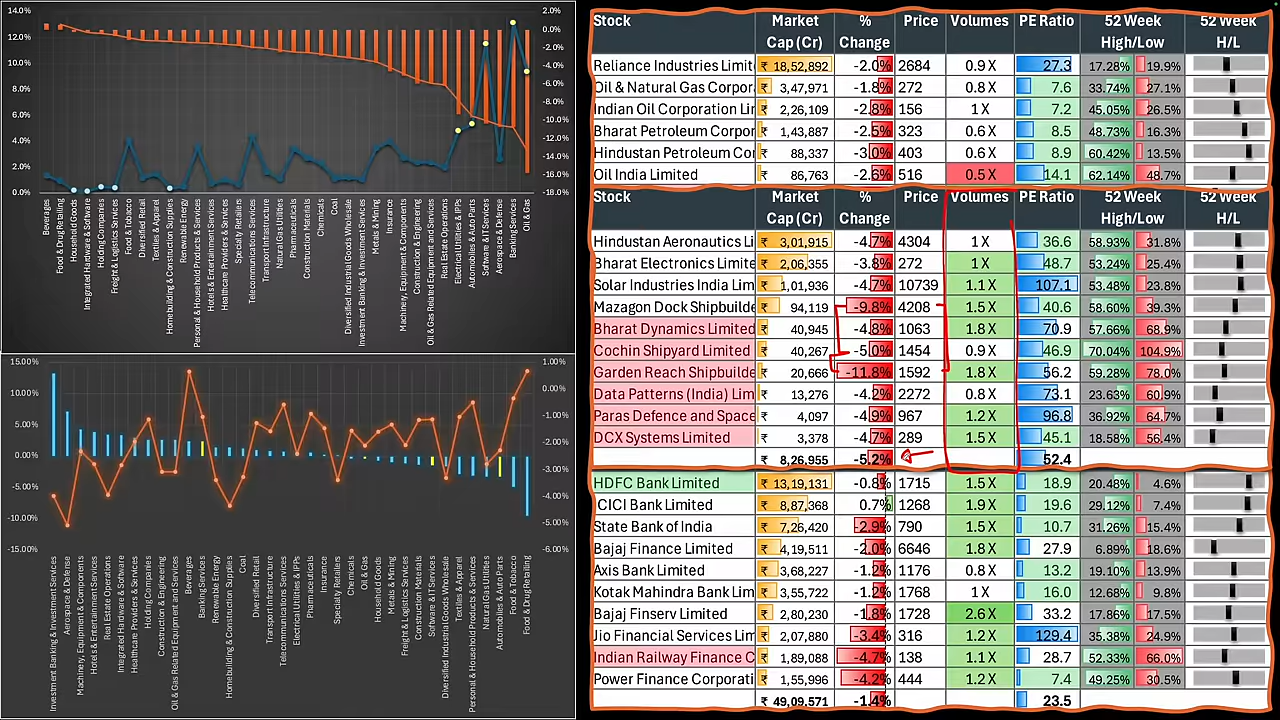 14.0%
12.0%
10.0%
8.0%
6.0%
4.0%
2.0%
0.0%
2.0%
0.0%
-2.0%
-4.0%
-6.0%
-8.0%
-10.0%
-12.0%
-14.0%
-16.0%
-18.0%
Beverages
Food & Drug Retailing
Household Goods
Integrated Hardware & Software
Holding Companies
Freight & Logistics Services
Food & Tobacco
Diversified Retail
Textiles & Apparel
Homebuilding & Construction Supplies
Renewable Energy
Personal & Household Products & Services
Hotels & Entertainment Services
Healthcare Providers & Services
Specialty Retailers
Telecommunications Services
Transport Infrastructure
Natural Gas Utilities
Pharmaceuticals
Construction Materials
Chemicals
Coal
Diversified Industrial Goods Wholesale
Investment Banking & Investment Services
Metals & Mining
Insurance
Machinery, Equipment & Components
Construction & Engineering
Oil & Gas Related Equipment and Services
Real Estate Operations
Electrical Utilities & IPPs
Automobiles & Auto Parts
Software & IT Services
Aerospace & Defense
Banking Services
Oil & Gas
15.00%
10.00%
5.00%
0.00%
-5.00%
-10.00%
-15.00%
1.00%
0.00%
-1.00%
-2.00%
-3.00%
-4.00%
-5.00%
-6.00%
Investment Banking & Investment Services
Aerospace & Defense
Machinery, Equipment & Components
Hotels & Entertainment Services
Real Estate Operations
Integrated Hardware & Software
Healthcare Providers & Services
Holding Companies
Construction & Engineering
Oil & Gas Related Equipment and Services
Beverages
Banking Services
Renewable Energy
Homebuilding & Construction Supplies
Coal
Diversified Retail
Transport Infrastructure
Telecommunications Services
Electrical Utilities & IPPs
Pharmaceuticals
Insurance
Specialty Retailers
Chemicals
Oil & Gas
Household Goods
Metals & Mining
Freight & Logistics Services
Construction Materials
Software & IT Services
Diversified Industrial Goods Wholesale
Textiles & Apparel
Personal & Household Products & Services
Natural Gas Utilities
Automobiles & Auto Parts
Food & Tobacco
Food & Drug Retailing
Stock Market Cap (Cr) % Change Price Volumes PE Ratio 52 Week High/Low 52 Week H/L
Reliance Industries Limit ₹ 18,52,892 -2.0% 2684 0.9 X 27.3 17.28% 19.9%
Oil & Natural Gas Corpor ₹ 3,47,971 -1.8% 272 0.8 X 7.6 33.74% 27.1%
Indian Oil Corporation Lir ₹ 2,26,109 -2.8% 156 1 X 7.2 45.05% 26.5%
Bharat Petroleum Corpor ₹ 1,43,887 -2.5% 323 0.6 X 8.5 48.73% 16.3%
Hindustan Petroleum Co ₹ 88,337 -3.0% 403 0.6 X 8.9 60.42% 13.5%
Oil India Limited ₹ 86,763 -2.6% 516 0.5 X 14.1 62.14% 48.7%
Stock Market Cap (Cr) % Change Price Volumes PE Ratio 52 Week High/Low 52 Week H/L
Hindustan Aeronautics Li ₹ 3,01,915 -4.7% 4304 1 X 36.6 58.93% 31.8%
Bharat Electronics Limite ₹ 2,06,355 -3.8% 272 1 X 48.7 53.24% 25.4%
Solar Industries India Lim ₹ 1,01,936 -4.7% 10739 1.1 X 107.1 53.48% 23.8%
Mazagon Dock Shipbuilde ₹ 94,119 -9.8% 4208 1.5 X 40.6 58.60% 39.3%
Bharat Dynamics Limited ₹ 40,945 -4.8% 1063 1.8 X 70.9 57.66% 68.9%
Cochin Shipyard Limited ₹ 40,267 -5.0% 1454 0.9 X 46.9 70.04% 104.9%
Garden Reach Shipbuilde ₹ 20,666 -11.8% 1592 1.8 X 56.2 59.28% 78.0%
Data Patterns (India) Lim ₹ 13,276 -4.2% 2272 0.8 X 73.1 23.63% 60.9%
Paras Defence and Space ₹ 4,097 -4.9% 967 1.2 X 96.8 36.92% 64.7%
DCX Systems Limited ₹ 3,378 -4.7% 289 1.5 X 45.1 18.58% 56.4%
₹ 8,26,955 -5.2% 52.4
HDFC Bank Limited ₹ 13,19,131 -0.8% 1715 1.5 X 18.9 20.48% 4.6%
ICICI Bank Limited ₹ 8,87,368 0.7% 1268 1.9 X 19.6 29.12% 7.4%
State Bank of India ₹ 7,26,420 -2.9% 790 1.5 X 10.7 31.26% 15.4%
Bajaj Finance Limited ₹ 4,19,511 -2.0% 6646 1.8 X 27.9 6.89% 18.6%
Axis Bank Limited ₹ 3,68,227 -1.2% 1176 0.8 X 13.2 19.10% 13.9%
Kotak Mahindra Bank Lim ₹ 3,55,722 -1.2% 1768 1 X 16.0 12.68% 9.8%
Bajaj Finserv Limited ₹ 2,80,230 -1.8% 1728 2.6 X 33.2 17.86% 17.5%
Jio Financial Services Lim ₹ 2,07,880 -3.4% 316 1.2 X 129.4 35.38% 24.9%
Indian Railway Finance C ₹ 1,89,088 -4.7% 138 1.1 X 28.7 52.33% 66.0%
Power Finance Corporati ₹ 1,55,996 -4.2% 444 1.2 X 7.4 49.25% 30.5%
₹ 49,09,571 -1.4% 23.5